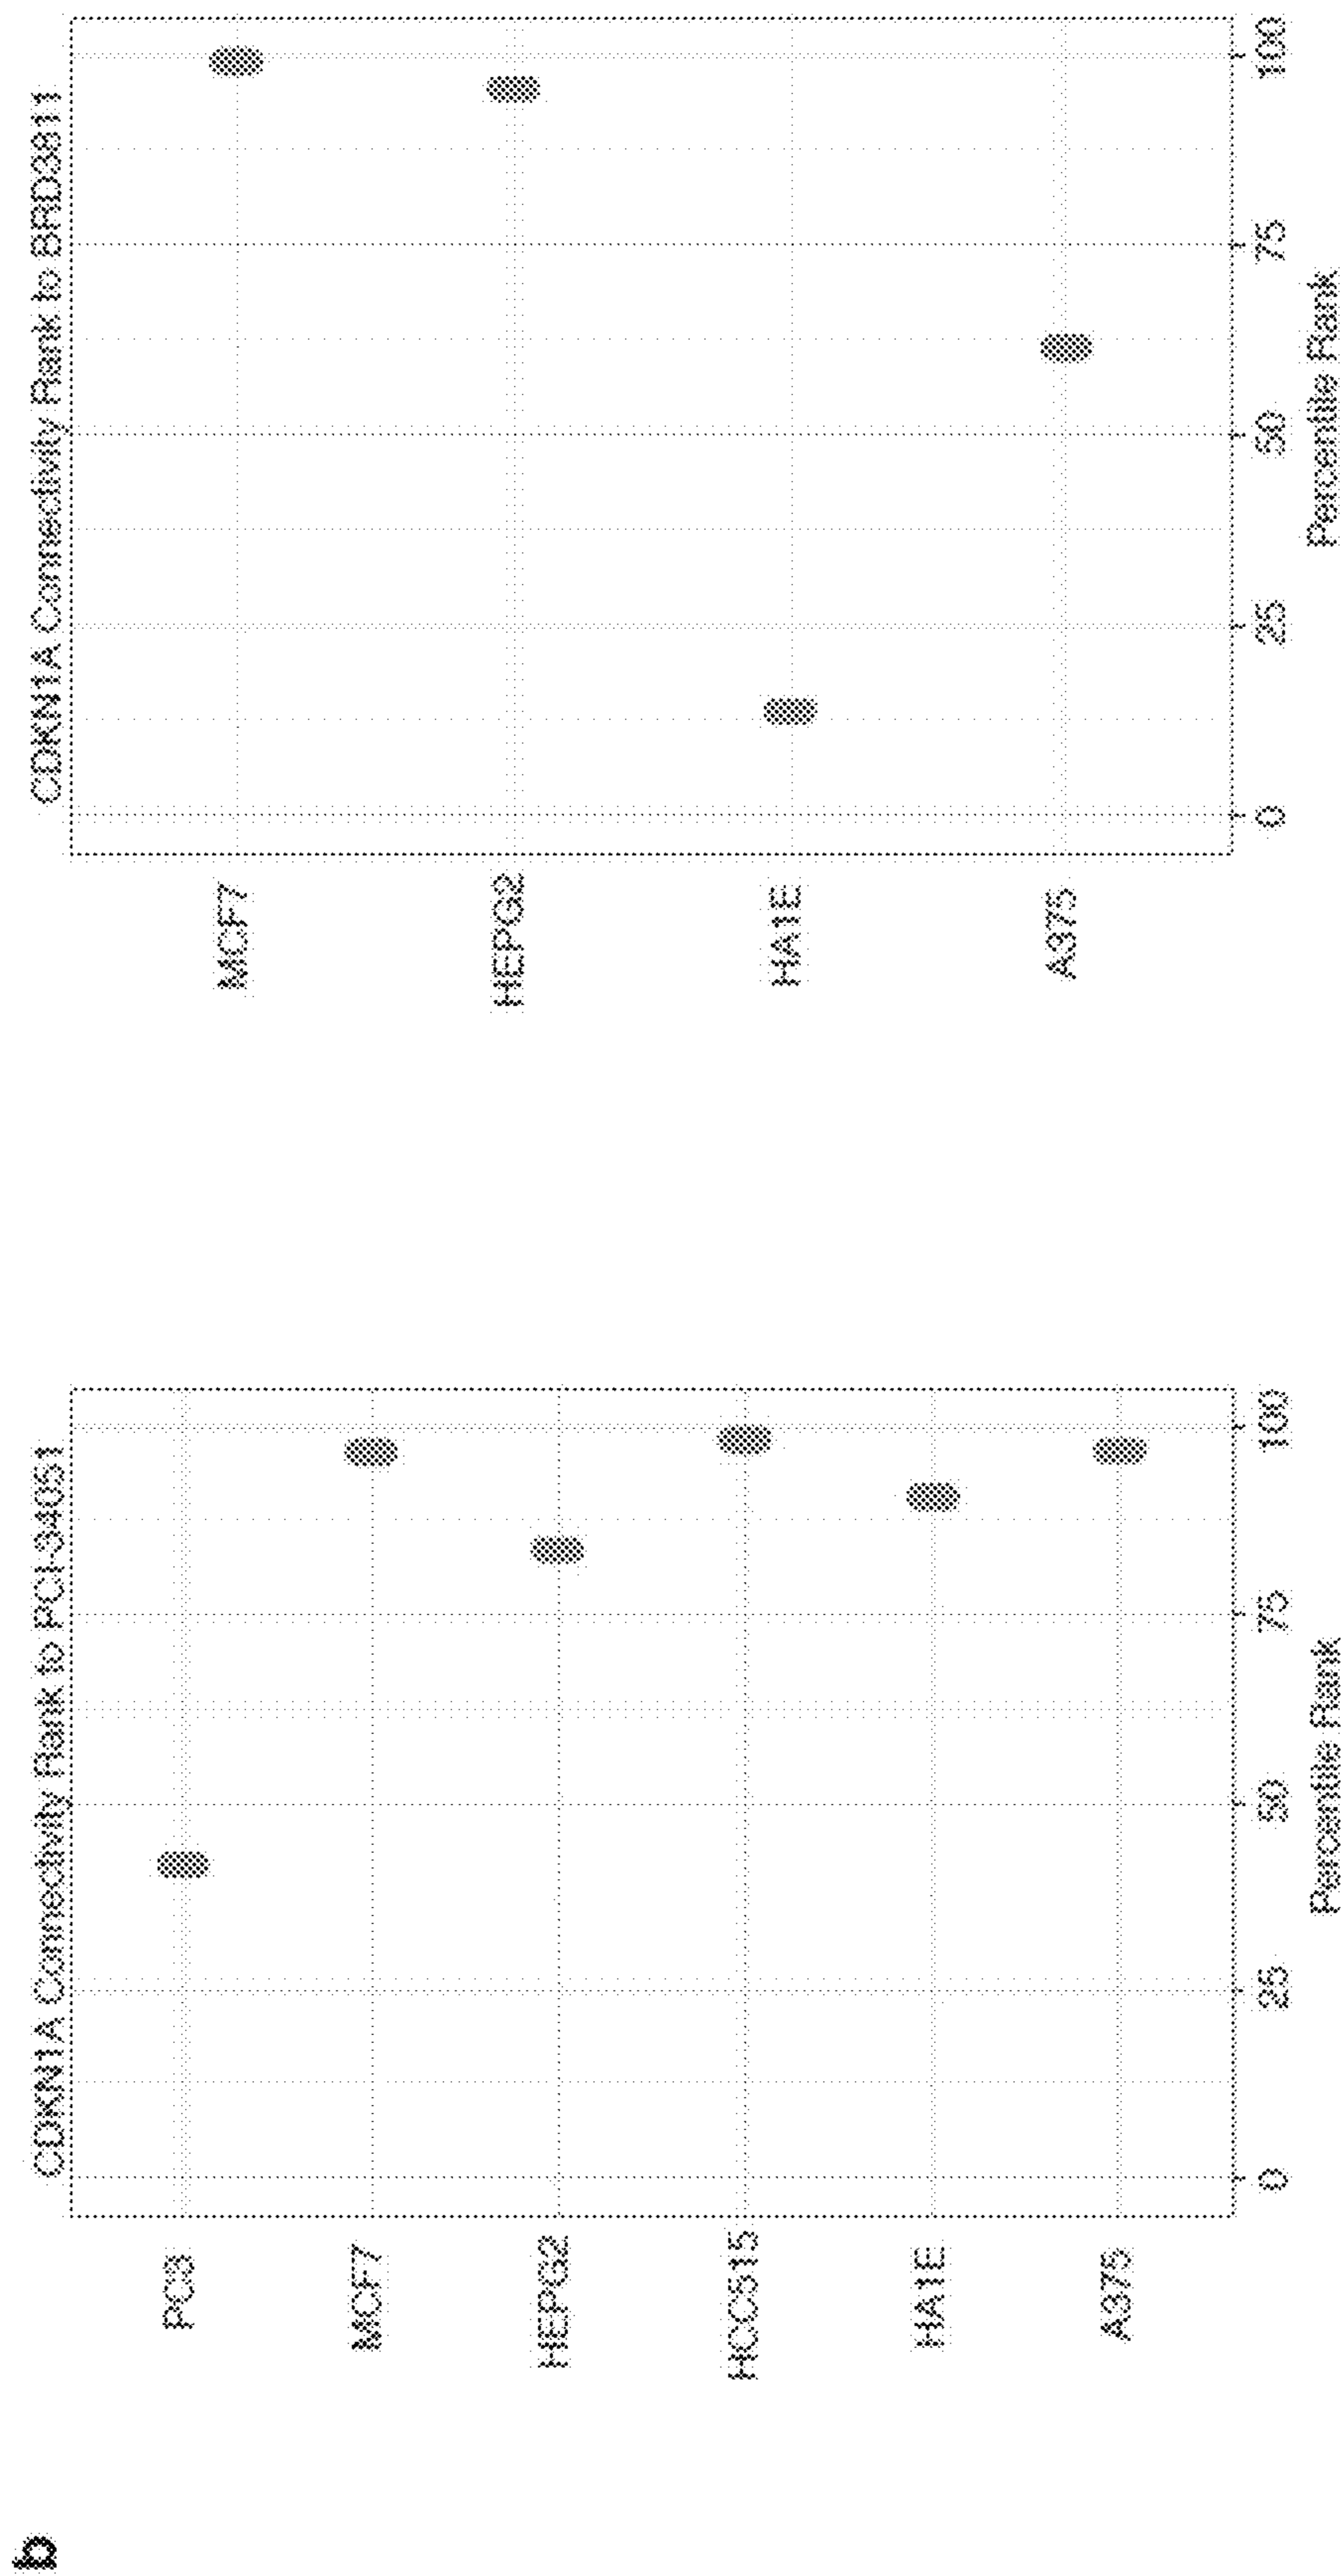 b
CDKN1A Connectivity Rank to PCI-34051
PC3
MCF7
HEPG2
HCC515
HA1E
A375
0 25 50 75 100
Percentile Rank
CDKN1A Connectivity Rank to BRD3811
MCF7
HEPG2
HA1E
A375
0 25 50 75 100
Percentile Rank